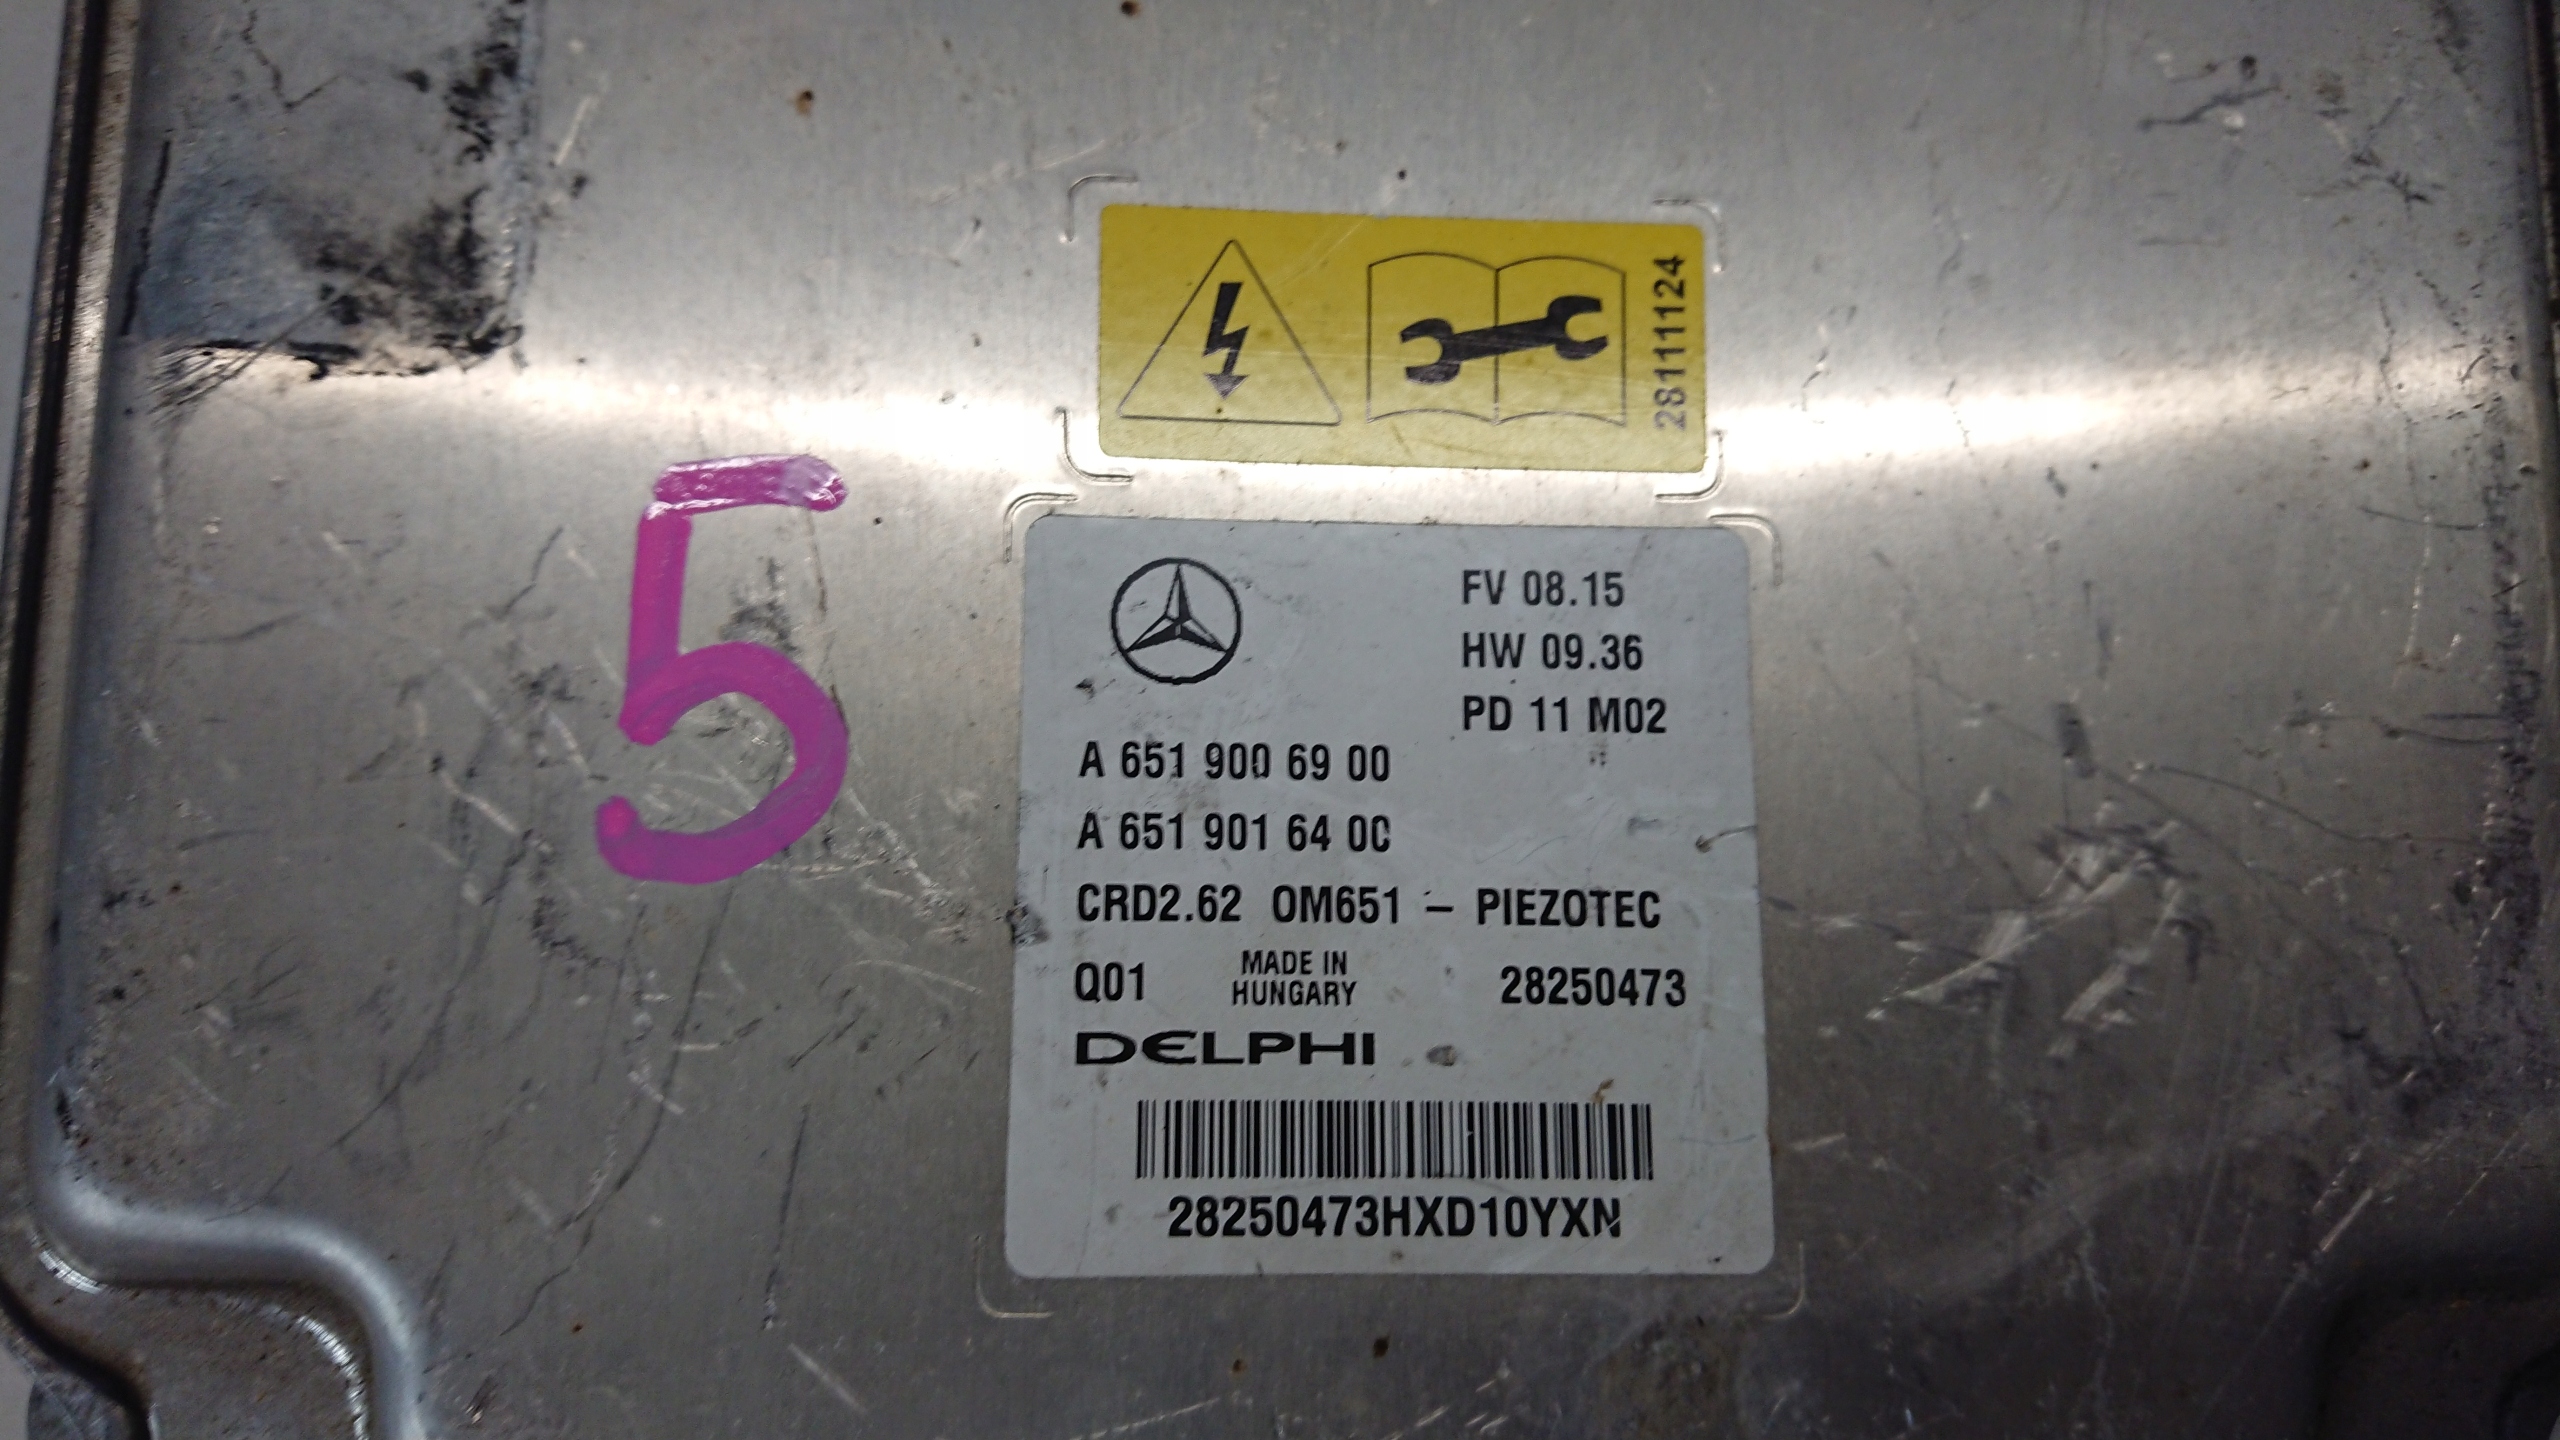 28111124
5
FV 08.15
HW 09.36
PD 11 M02
A 651 900 69 00
A 651 901 64 00
CRD2.62 OM651 – PIEZOTEC
Q01 MADE IN HUNGARY 28250473
DELPHI
28250473HXD10YXN